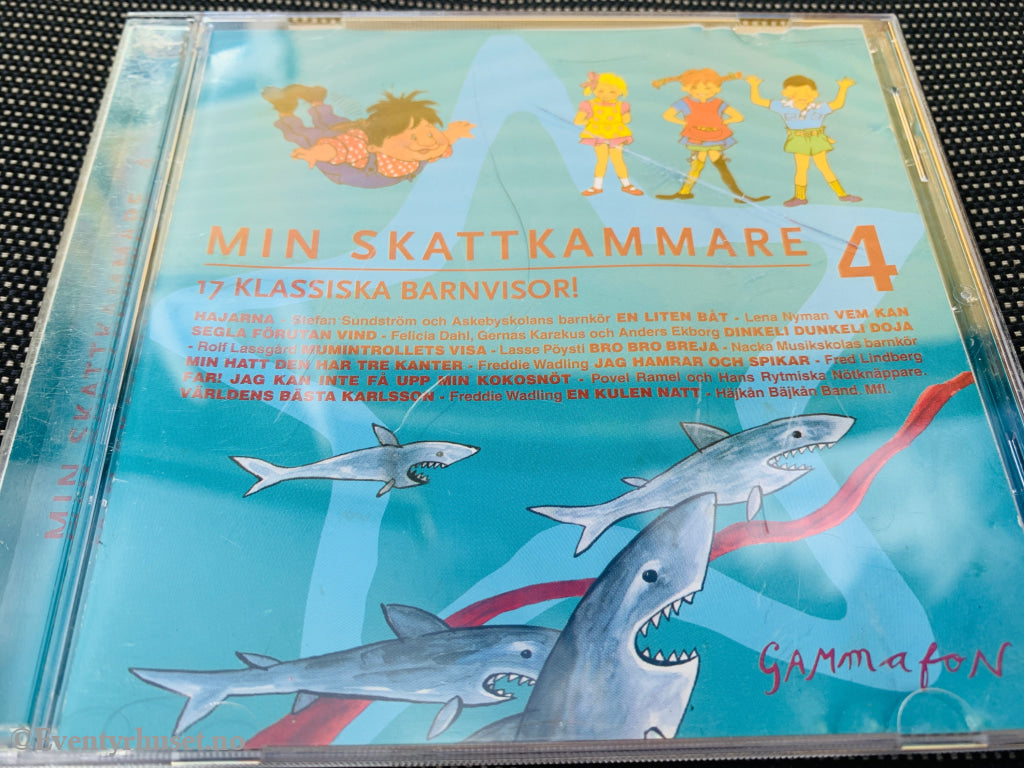 MIN SKATTKAMMARE 4
17 KLASSISKA BARNVISOR!
HAJARNA - Stefan Sundström och Askebyskolans barnkör EN LITEN BÅT - Lena Nyman VEM KAN
SEGLA FÖRUTAN VIND - Felicia Dahl, Gernas Karzkus och Anders Ekborg DINKELI DUNKELI DOJA
- Rolf Lassgård MUMINTROLLETS VISA - Lasse Pöysti BRO BRO BREJA - Nacka Musikskolas barnkör
MIN HATT DEN HAR TRE KANTER - Freddie Wadling JAG HAMRAR OCH SPIKAR - Fred Lindberg
FAR! JAG KAN INTE FÅ UPP MIN KOKOSNÖT - Povel Ramel och Hans Rytmiska Nötknäppare.
VÄRLDENS BÄSTA KARLSSON - Freddie Wadling EN KULEN NATT - Häjkån Bäjkån Band. Mfl.
GAMMAfON
MIN SKATTKAMMARE 4
©Eventyrhuset.no